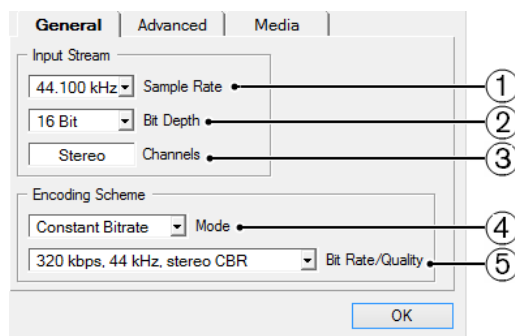 General Advanced Media
Input Stream
44.100 kHz Sample Rate 1
16 Bit Bit Depth 2
Stereo Channels 3
Encoding Scheme
Constant Bitrate Mode 4
320 kbps, 44 kHz, stereo CBR Bit Rate/Quality 5
OK